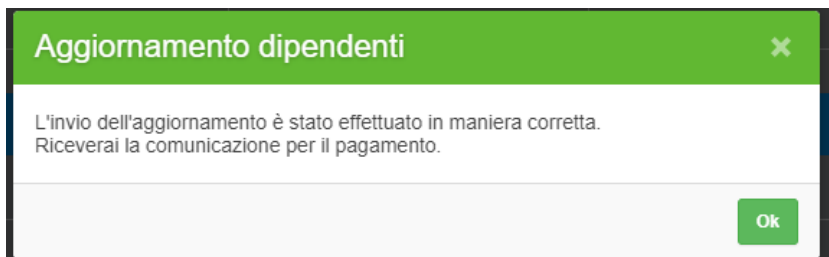 Aggiornamento dipendenti ×
L'invio dell'aggiornamento è stato effettuato in maniera corretta.
Riceverai la comunicazione per il pagamento.
Ok